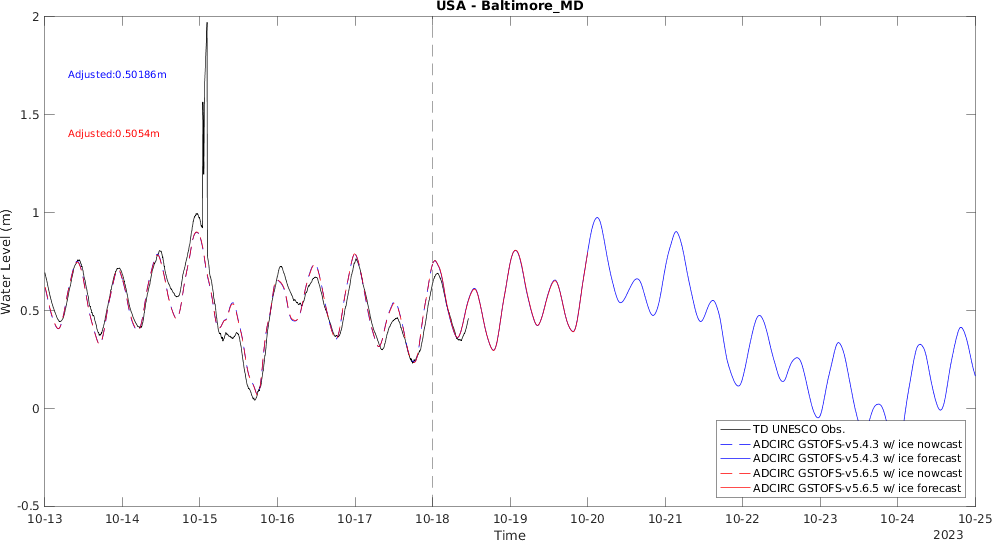 USA - Baltimore_MD
2
1.5
1
0.5
0
-0.5
Water Level (m)
Adjusted:0.50186m
Adjusted:0.5054m
TD UNESCO Obs.
ADCIRC GSTOFS-v5.4.3 w/ ice nowcast
ADCIRC GSTOFS-v5.4.3 w/ ice forecast
ADCIRC GSTOFS-v5.6.5 w/ ice nowcast
ADCIRC GSTOFS-v5.6.5 w/ ice forecast
10-13 10-14 10-15 10-16 10-17 10-18 10-19 10-20 10-21 10-22 10-23 10-24 10-25
Time
2023